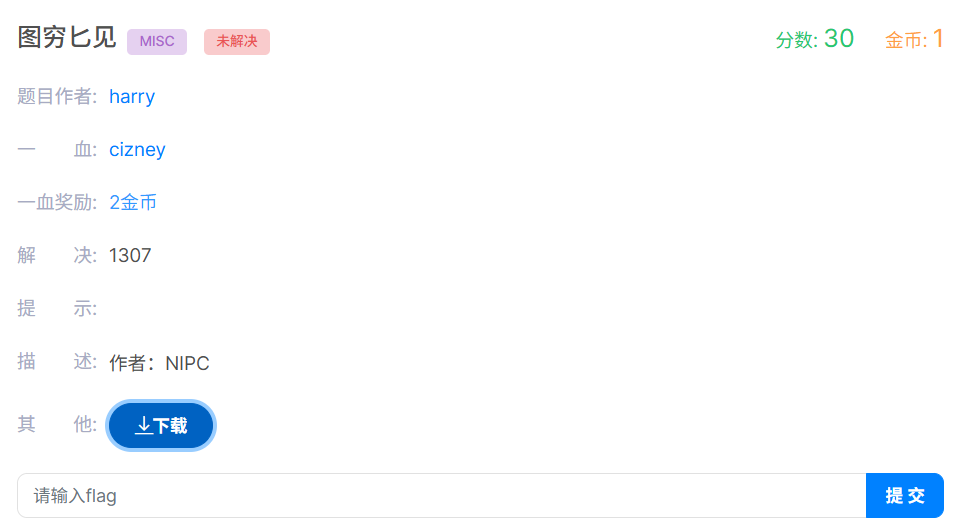 图穷匕见 MISC 未解决 分数: 30 金币: 1
题目作者: harry
一 血: cizney
一血奖励: 2金币
解 决: 1307
提 示:
描 述: 作者：NIPC
其 他: 下载
请输入flag 提 交